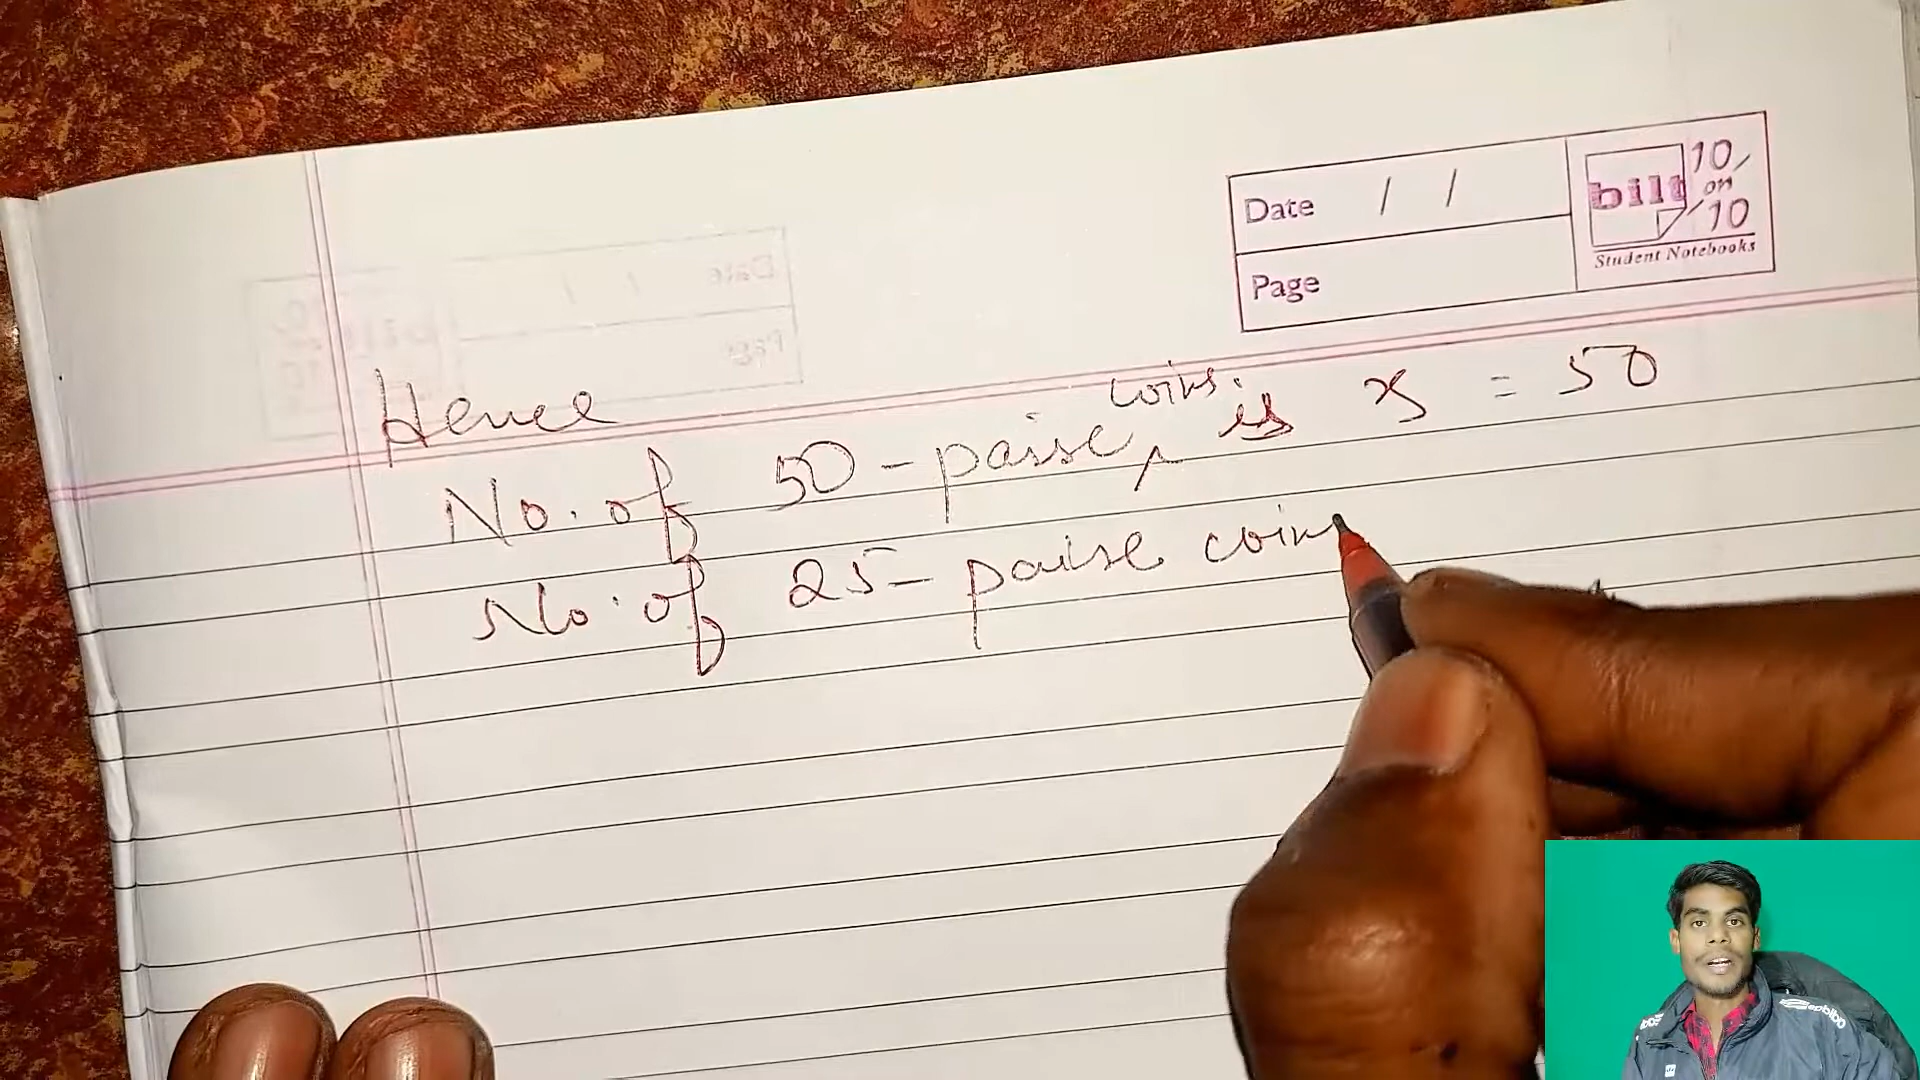 Date / /
Page
bilt 10 on 10
Student Notebooks
Hence
No. of 50-paise coins is x = 50
No. of 25-paise coins